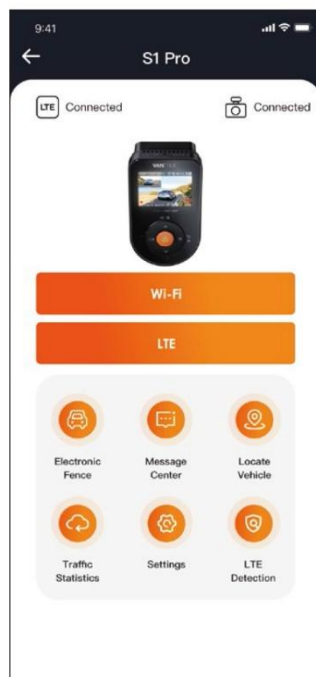 9:41
S1 Pro
LTE Connected
Connected
Wi-Fi
LTE
Electronic
Fence
Message
Center
Locate
Vehicle
Traffic
Statistics
Settings
LTE
Detection